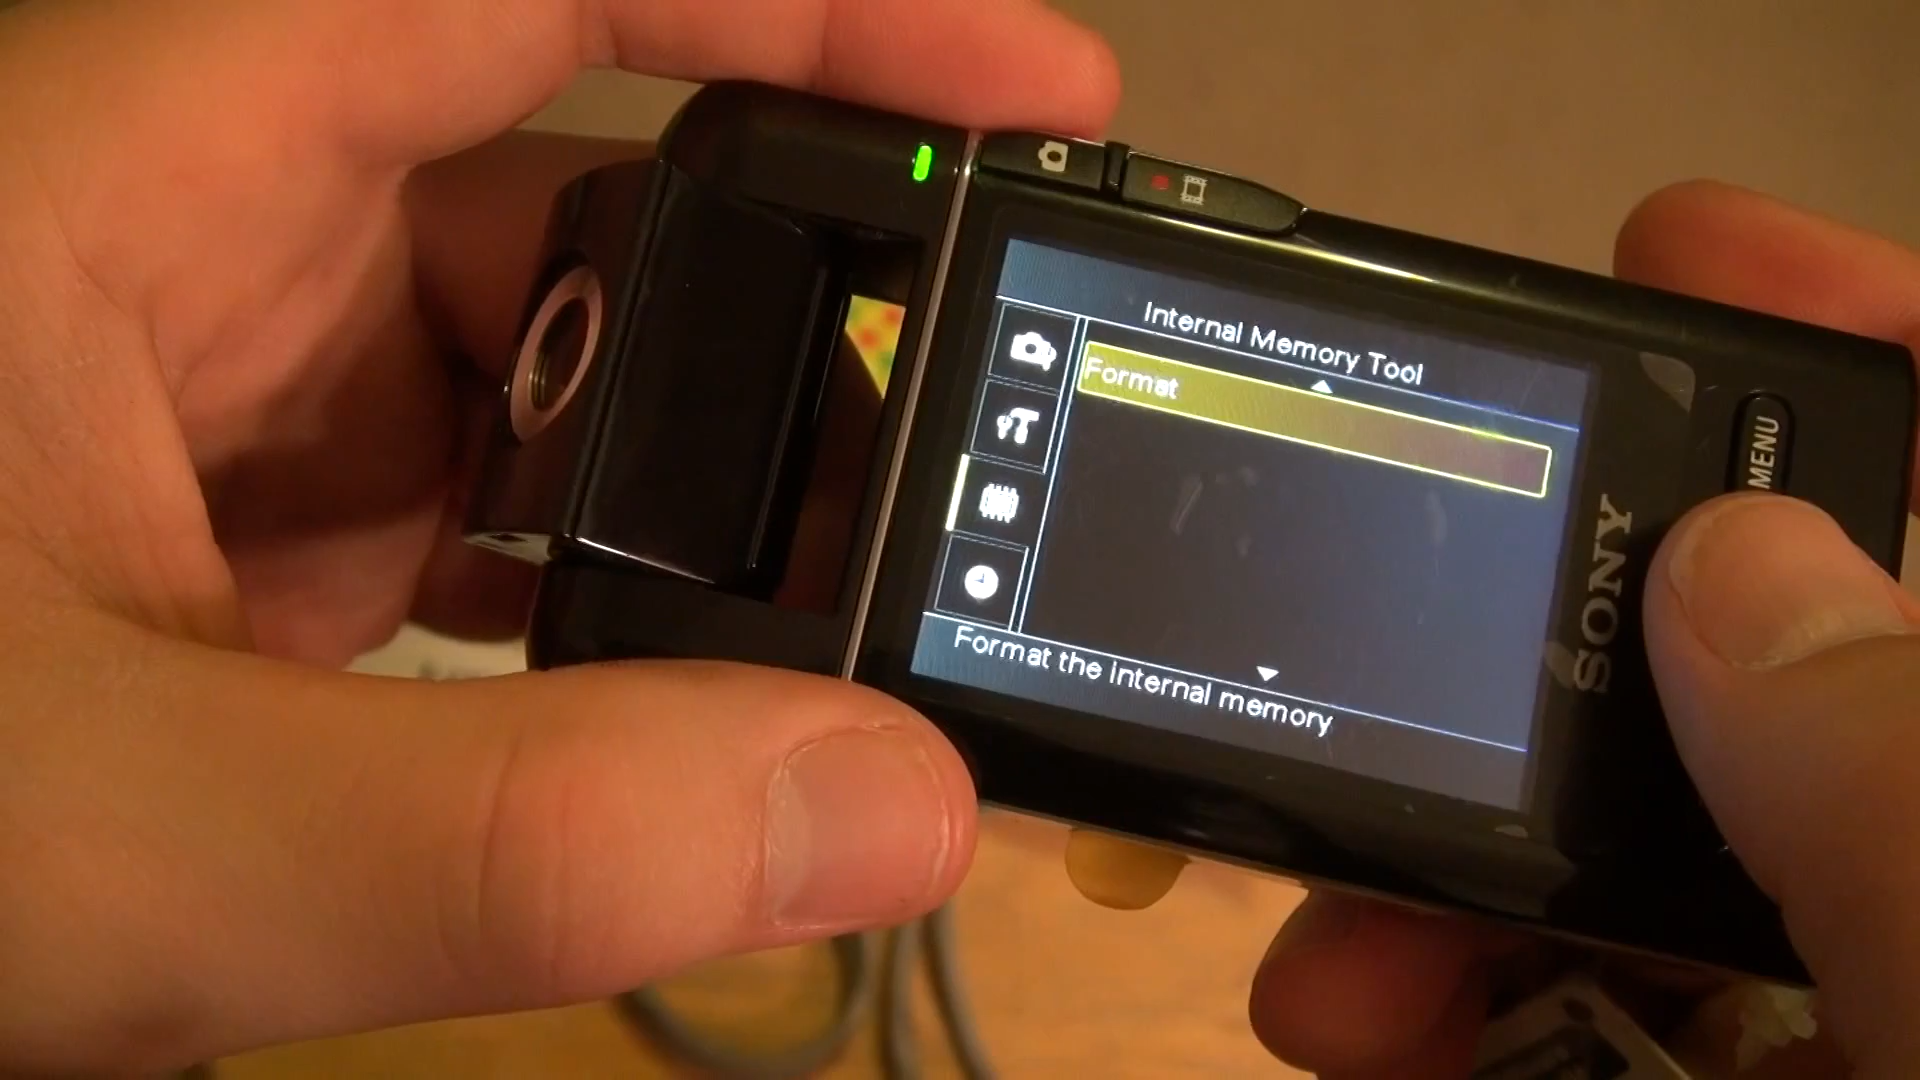 Internal Memory Tool
Format
Format the internal memory
MENU
SONY